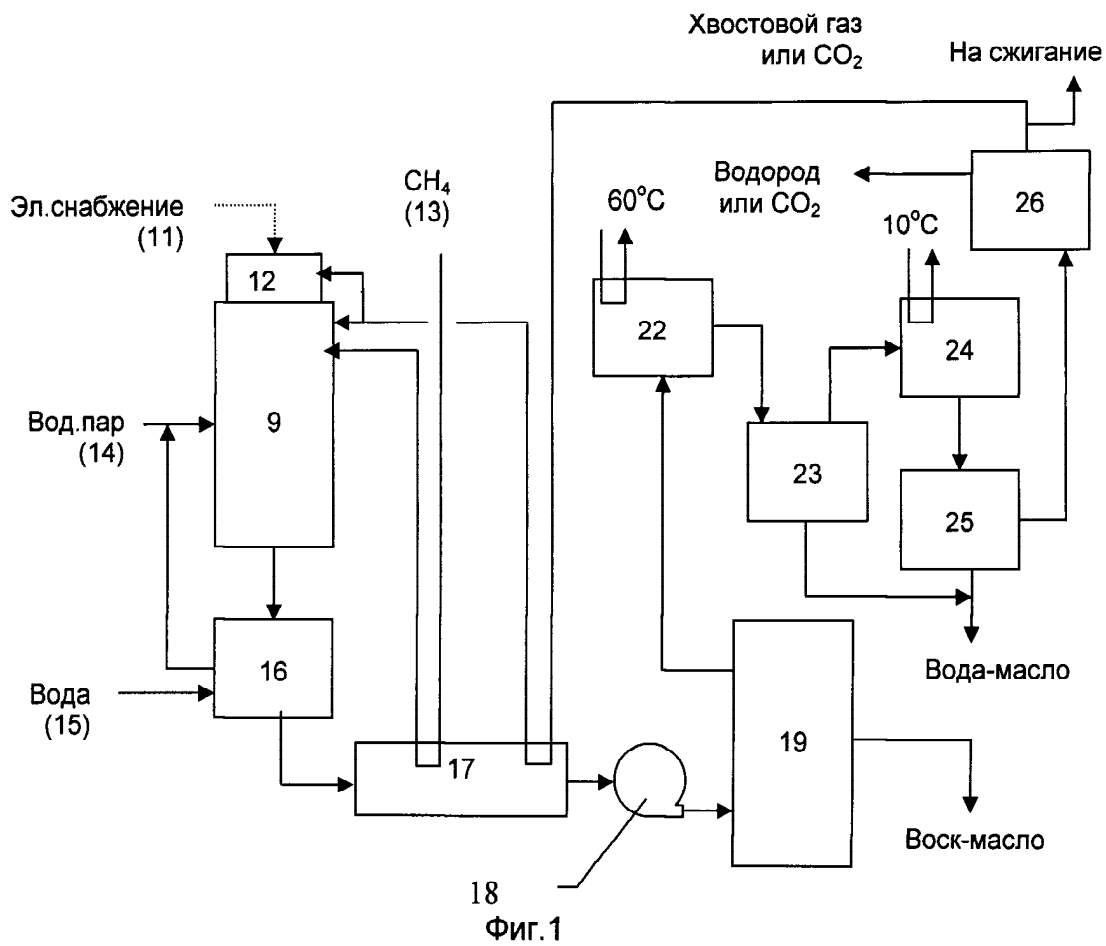 Хвостовой газ
или CO₂
На сжигание
CH₄
(13)
Водород
или CO₂
26
Эл.снабжение
(11)
60°C
10°C
12
22
24
Вод.пар
(14)
9
23
25
16
Вода
(15)
Вода-масло
17
19
Воск-масло
18
Фиг.1